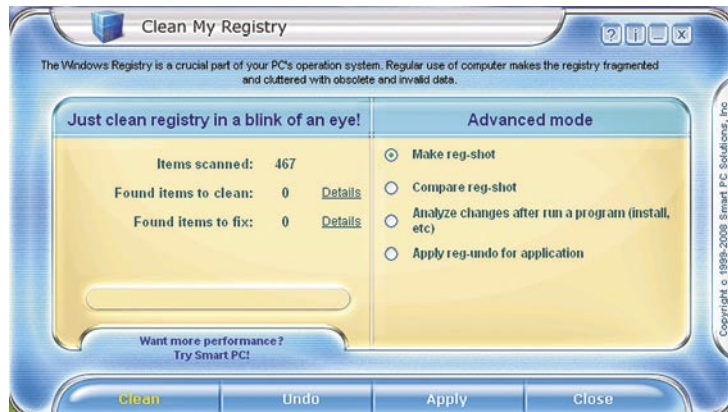 Clean My Registry
? i _ x
The Windows Registry is a crucial part of your PC's operation system. Regular use of computer makes the registry fragmented
and cluttered with obsolete and invalid data.
Just clean registry in a blink of an eye!
Items scanned: 467
Found items to clean: 0 Details
Found items to fix: 0 Details
Want more performance?
Try Smart PC!
Advanced mode
Make reg-shot
Compare reg-shot
Analyze changes after run a program (install,
etc)
Apply reg-undo for application
Copyright c 1999-2008 Smart PC Solutions, Inc
Clean Undo Apply Close